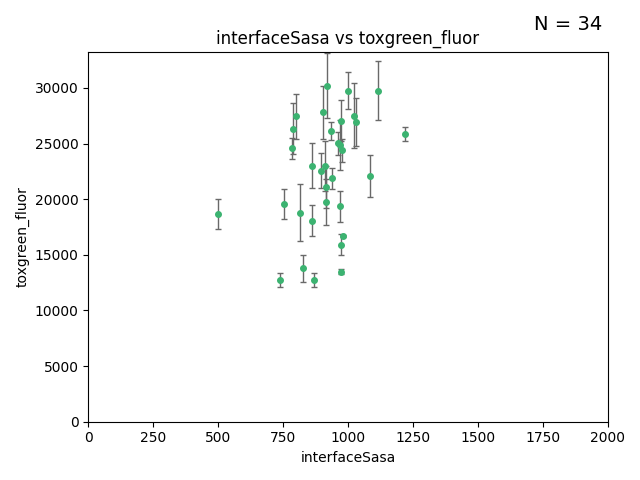 N = 34
interfaceSasa vs toxgreen_fluor
toxgreen_fluor
30000
25000
20000
15000
10000
5000
0
0 250 500 750 1000 1250 1500 1750 2000
interfaceSasa